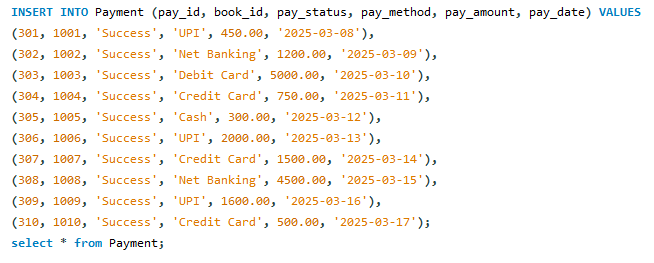 INSERT INTO Payment (pay_id, book_id, pay_status, pay_method, pay_amount, pay_date) VALUES
(301, 1001, 'Success', 'UPI', 450.00, '2025-03-08'),
(302, 1002, 'Success', 'Net Banking', 1200.00, '2025-03-09'),
(303, 1003, 'Success', 'Debit Card', 5000.00, '2025-03-10'),
(304, 1004, 'Success', 'Credit Card', 750.00, '2025-03-11'),
(305, 1005, 'Success', 'Cash', 300.00, '2025-03-12'),
(306, 1006, 'Success', 'UPI', 2000.00, '2025-03-13'),
(307, 1007, 'Success', 'Credit Card', 1500.00, '2025-03-14'),
(308, 1008, 'Success', 'Net Banking', 4500.00, '2025-03-15'),
(309, 1009, 'Success', 'UPI', 1600.00, '2025-03-16'),
(310, 1010, 'Success', 'Credit Card', 500.00, '2025-03-17');
select * from Payment;